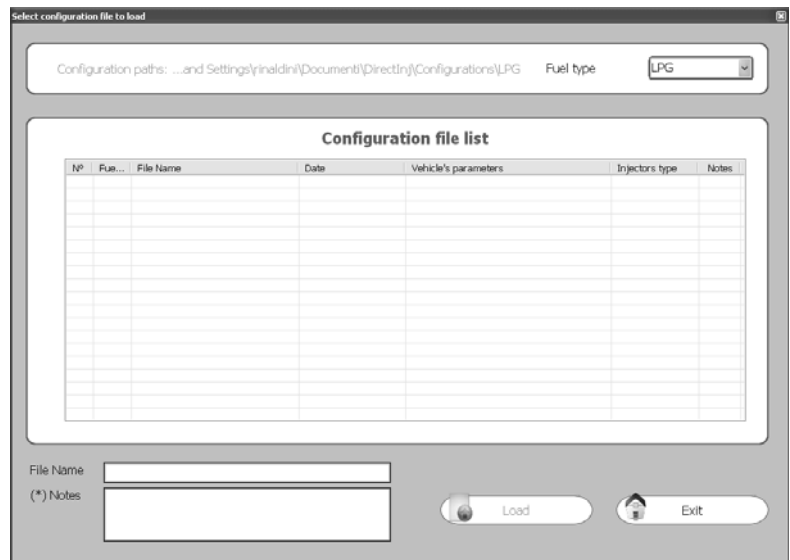 Select configuration file to load
Configuration paths: ...and Settings\rinaldini\Documenti\DirectInj\Configurations\LPG Fuel type LPG
Configuration file list
Nº Fue... File Name Date Vehicle's parameters Injectors type Notes
File Name
(*) Notes
Load Exit